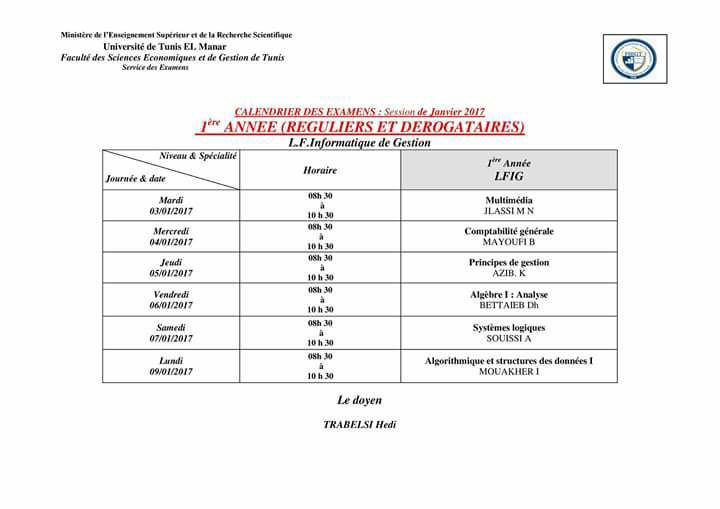 Ministère de l'Enseignement Supérieur et de la Recherche Scientifique
Université de Tunis EL Manar
Faculté des Sciences Economiques et de Gestion de Tunis
Service des Examens
CALENDRIER DES EXAMENS : Session de Janvier 2017
1ère ANNEE (REGULIERS ET DEROGATAIRES)
L.F.Informatique de Gestion
Niveau & Spécialité
Journée & date
Horaire
1ère Année
LFIG
Mardi
03/01/2017
08h 30
à
10 h 30
Multimédia
JLASSI M N
Mercredi
04/01/2017
08h 30
à
10 h 30
Comptabilité générale
MAYOUFI B
Jeudi
05/01/2017
08h 30
à
10 h 30
Principes de gestion
AZIB. K
Vendredi
06/01/2017
08h 30
à
10 h 30
Algèbre I : Analyse
BETTAIEB Dh
Samedi
07/01/2017
08h 30
à
10 h 30
Systèmes logiques
SOUISSI A
Lundi
09/01/2017
08h 30
à
10 h 30
Algorithmique et structures des données I
MOUAKHER I
Le doyen
TRABELSI Hedi